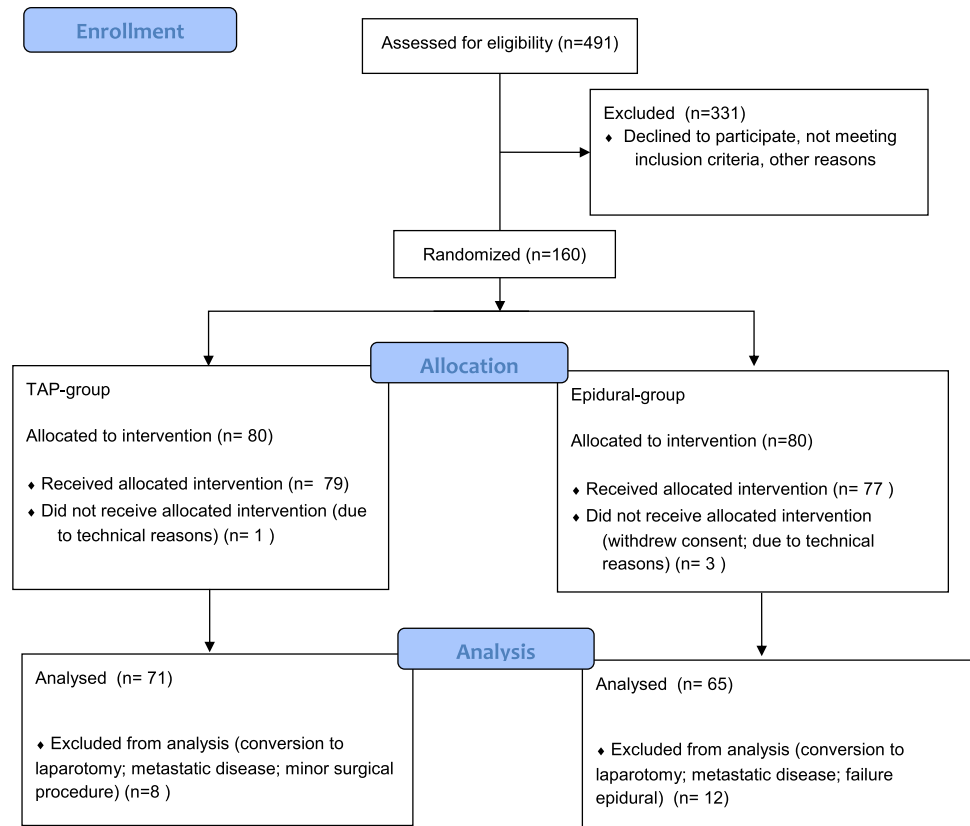 Enrollment
Assessed for eligibility (n=491)
Excluded (n=331)
♦ Declined to participate, not meeting
inclusion criteria, other reasons
Randomized (n=160)
Allocation
TAP-group
Allocated to intervention (n= 80)
♦ Received allocated intervention (n= 79)
♦ Did not receive allocated intervention (due
to technical reasons) (n= 1 )
Epidural-group
Allocated to intervention (n=80)
♦ Received allocated intervention (n= 77 )
♦ Did not receive allocated intervention
(withdrew consent; due to technical
reasons) (n= 3 )
Analysis
Analysed (n= 71)
♦ Excluded from analysis (conversion to
laparotomy; metastatic disease; minor surgical
procedure) (n=8 )
Analysed (n= 65)
♦ Excluded from analysis (conversion to
laparotomy; metastatic disease; failure
epidural) (n= 12)